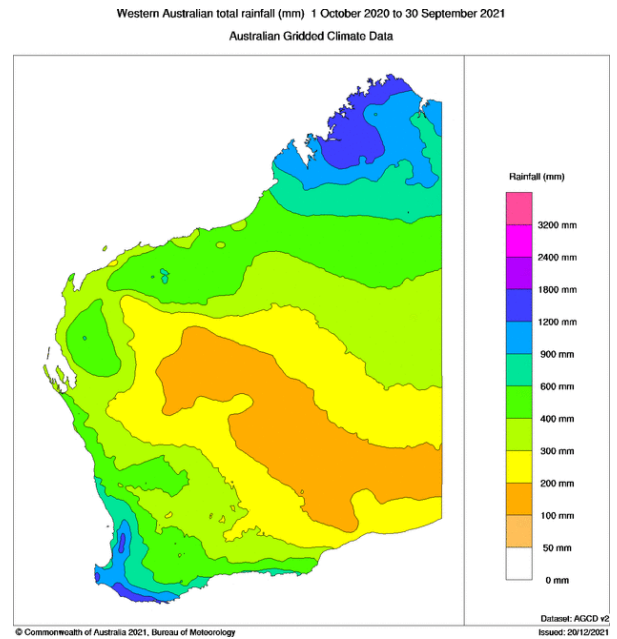 Western Australian total rainfall (mm) 1 October 2020 to 30 September 2021
Australian Gridded Climate Data
Rainfall (mm)
3200 mm
2400 mm
1800 mm
1200 mm
900 mm
600 mm
400 mm
300 mm
200 mm
100 mm
50 mm
0 mm
Dataset: AGCD v2
© Commonwealth of Australia 2021, Bureau of Meteorology
Issued: 20/12/2021